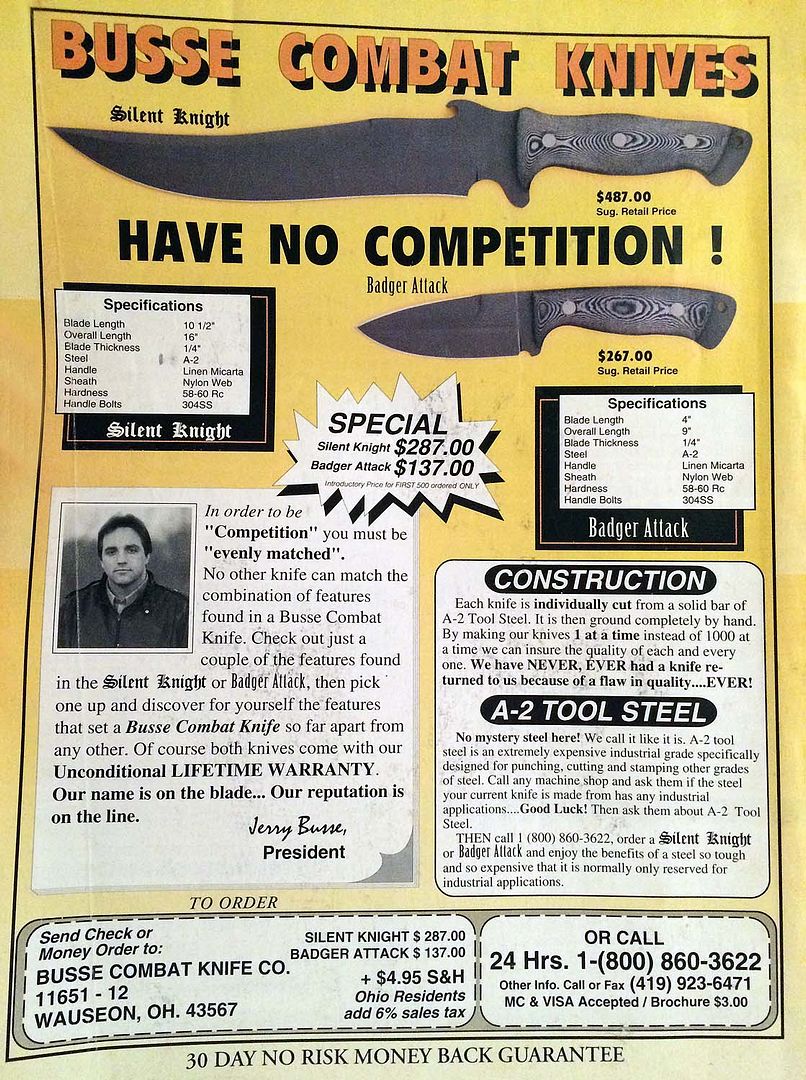 BUSSE COMBAT KNIVES
Silent Knight
$487.00
Sug. Retail Price
HAVE NO COMPETITION !
Badger Attack
$267.00
Sug. Retail Price
Specifications
Blade Length 10 1/2"
Overall Length 16"
Blade Thickness 1/4"
Steel A-2
Handle Linen Micarta
Sheath Nylon Web
Hardness 58-60 Rc
Handle Bolts 304SS
Silent Knight
SPECIAL
Silent Knight $287.00
Badger Attack $137.00
Introductory Price for FIRST 500 ordered ONLY
Specifications
Blade Length 4"
Overall Length 9"
Blade Thickness 1/4"
Steel A-2
Handle Linen Micarta
Sheath Nylon Web
Hardness 58-60 Rc
Handle Bolts 304SS
Badger Attack
In order to be
"Competition" you must be
"evenly matched".
No other knife can match the
combination of features
found in a Busse Combat
Knife. Check out just a
couple of the features found
in the Silent Knight or Badger Attack, then pick
one up and discover for yourself the features
that set a Busse Combat Knife so far apart from
any other. Of course both knives come with our
Unconditional LIFETIME WARRANTY.
Our name is on the blade... Our reputation is
on the line.
Jerry Busse,
President
CONSTRUCTION
Each knife is individually cut from a solid bar of
A-2 Tool Steel. It is then ground completely by hand.
By making our knives 1 at a time instead of 1000 at
a time we can insure the quality of each and every
one. We have NEVER, EVER had a knife re-
turned to us because of a flaw in quality....EVER!
A-2 TOOL STEEL
No mystery steel here! We call it like it is. A-2 tool
steel is an extremely expensive industrial grade specifically
designed for punching, cutting and stamping other grades
of steel. Call any machine shop and ask them if the steel
your current knife is made from has any industrial
applications....Good Luck! Then ask them about A-2 Tool
Steel.
THEN call 1 (800) 860-3622, order a Silent Knight
or Badger Attack and enjoy the benefits of a steel so tough
and so expensive that it is normally only reserved for
industrial applications.
TO ORDER
Send Check or
Money Order to:
BUSSE COMBAT KNIFE CO.
11651 - 12
WAUSEON, OH. 43567
SILENT KNIGHT $ 287.00
BADGER ATTACK $ 137.00
+ $4.95 S&H
Ohio Residents
add 6% sales tax
OR CALL
24 Hrs. 1-(800) 860-3622
Other Info. Call or Fax (419) 923-6471
MC & VISA Accepted / Brochure $3.00
30 DAY NO RISK MONEY BACK GUARANTEE